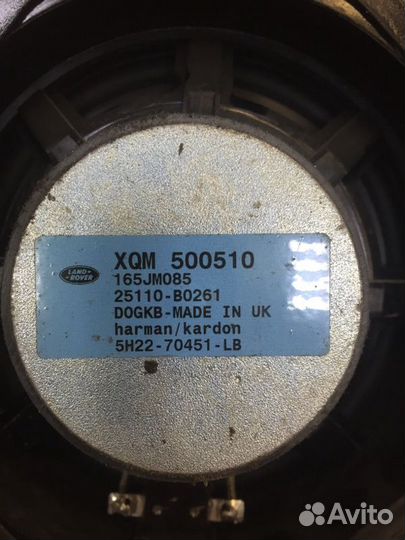 LAND-
ROVER
XQM 500510
165JM085
25110-B0261
DOGKB-MADE IN UK
harman/kardon
5H22-70451-LB
Avito